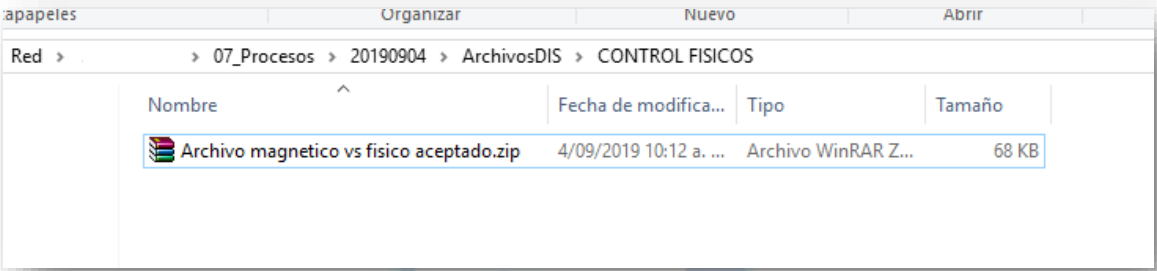 apapeles Organizar Nuevo Abrir
Red > > 07_Procesos > 20190904 > ArchivosDIS > CONTROL FISICOS
Nombre Fecha de modifica... Tipo Tamaño
Archivo magnetico vs fisico aceptado.zip 4/09/2019 10:12 a. ... Archivo WinRAR Z... 68 KB